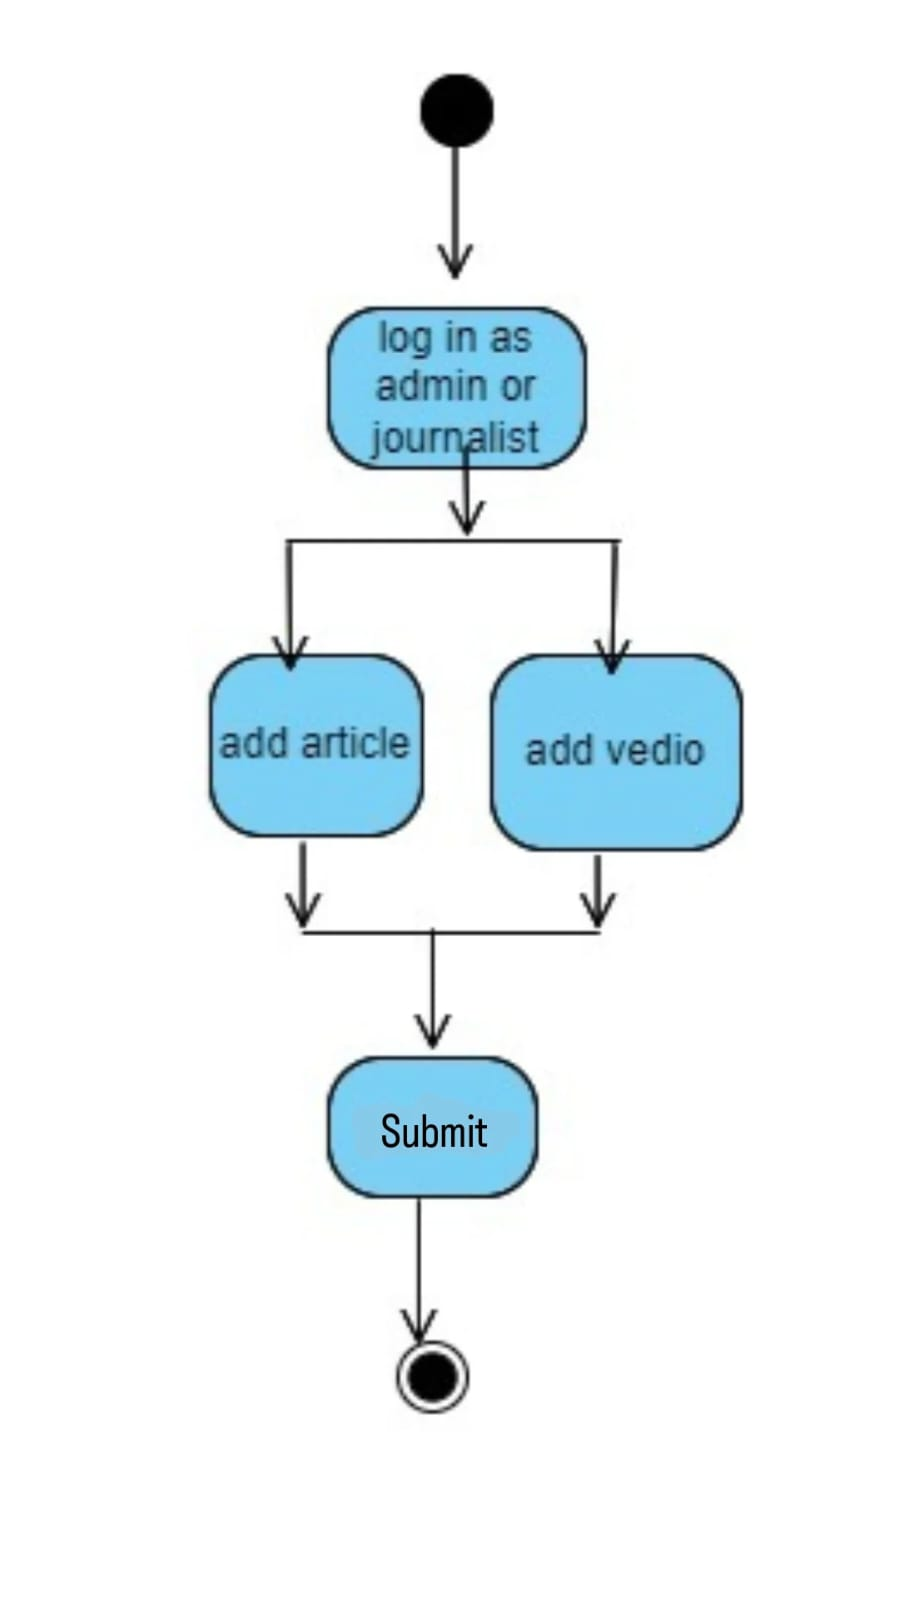 log in as
admin or
journalist
add article
add vedio
Submit